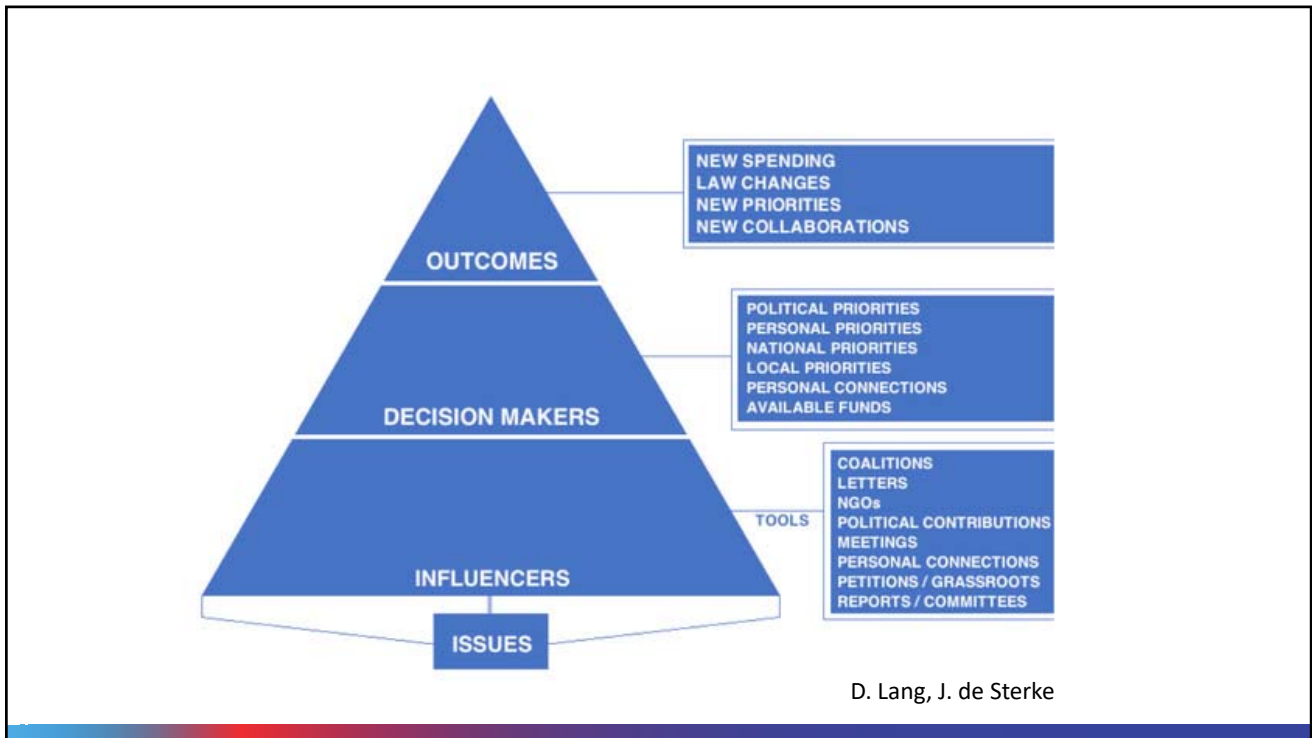 NEW SPENDING
LAW CHANGES
NEW PRIORITIES
NEW COLLABORATIONS
OUTCOMES
POLITICAL PRIORITIES
PERSONAL PRIORITIES
NATIONAL PRIORITIES
LOCAL PRIORITIES
PERSONAL CONNECTIONS
AVAILABLE FUNDS
DECISION MAKERS
COALITIONS
LETTERS
NGOs
POLITICAL CONTRIBUTIONS
MEETINGS
PERSONAL CONNECTIONS
PETITIONS / GRASSROOTS
REPORTS / COMMITTEES
TOOLS
INFLUENCERS
ISSUES
D. Lang, J. de Sterke